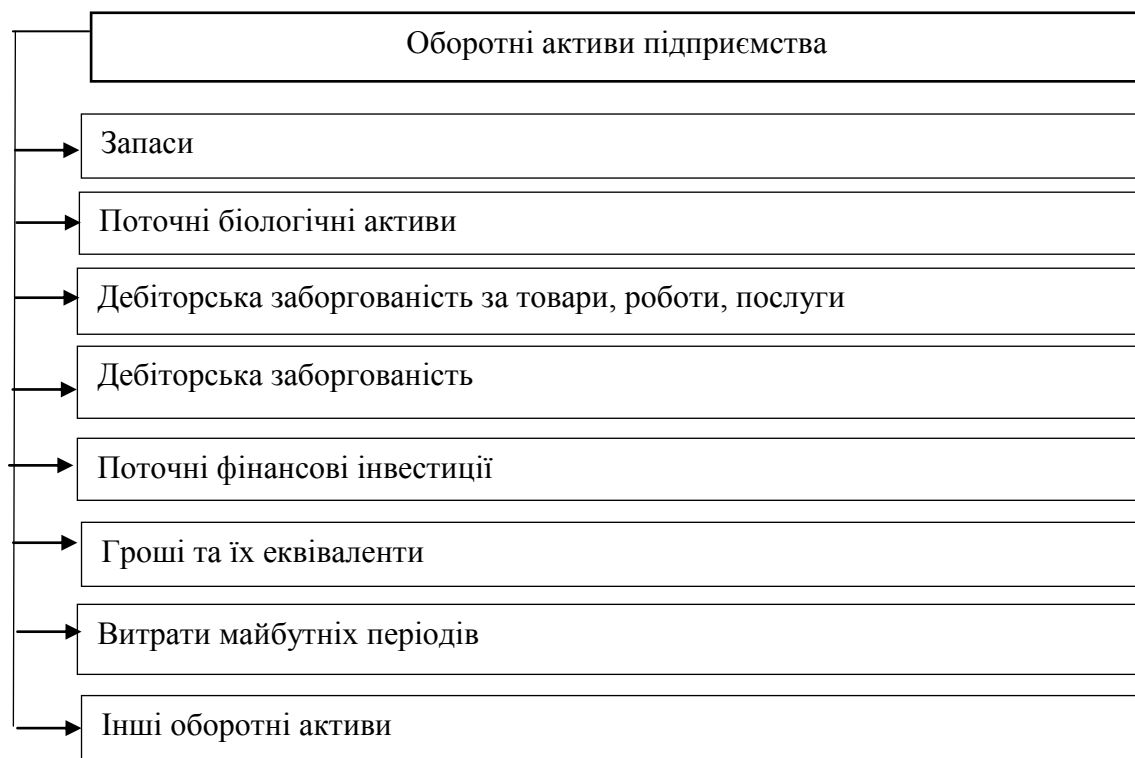 Оборотні активи підприємства
Запаси
Поточні біологічні активи
Дебіторська заборгованість за товари, роботи, послуги
Дебіторська заборгованість
Поточні фінансові інвестиції
Гроші та їх еквіваленти
Витрати майбутніх періодів
Інші оборотні активи